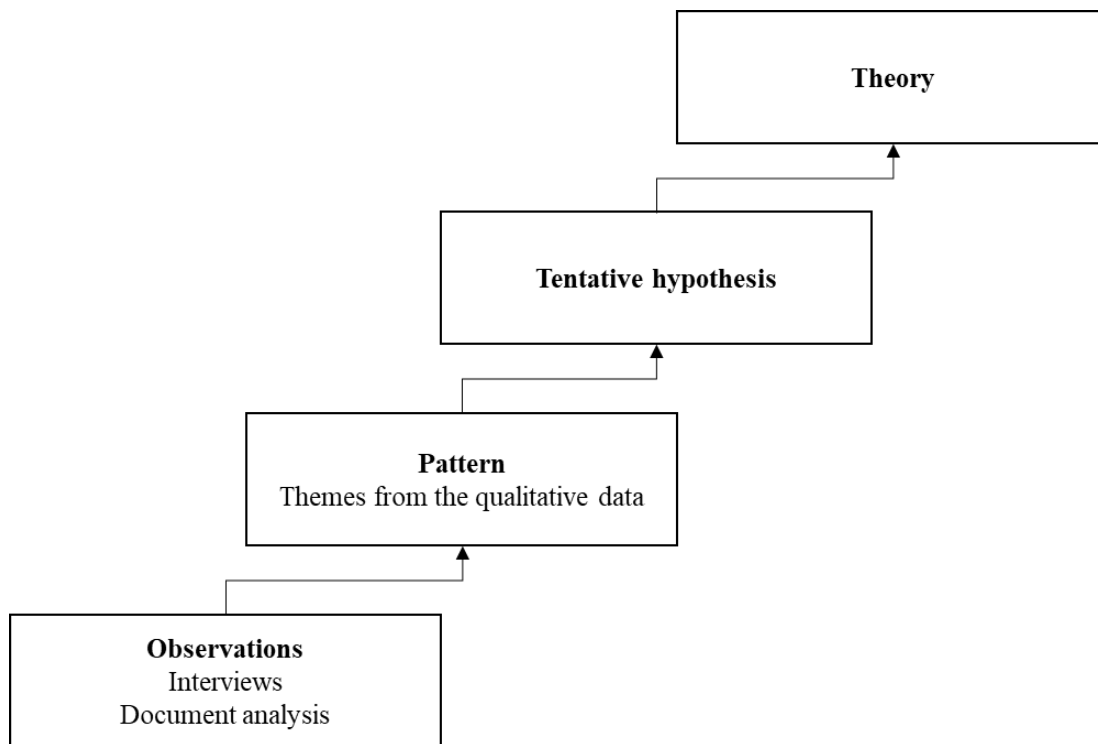 Theory
Tentative hypothesis
Pattern
Themes from the qualitative data
Observations
Interviews
Document analysis